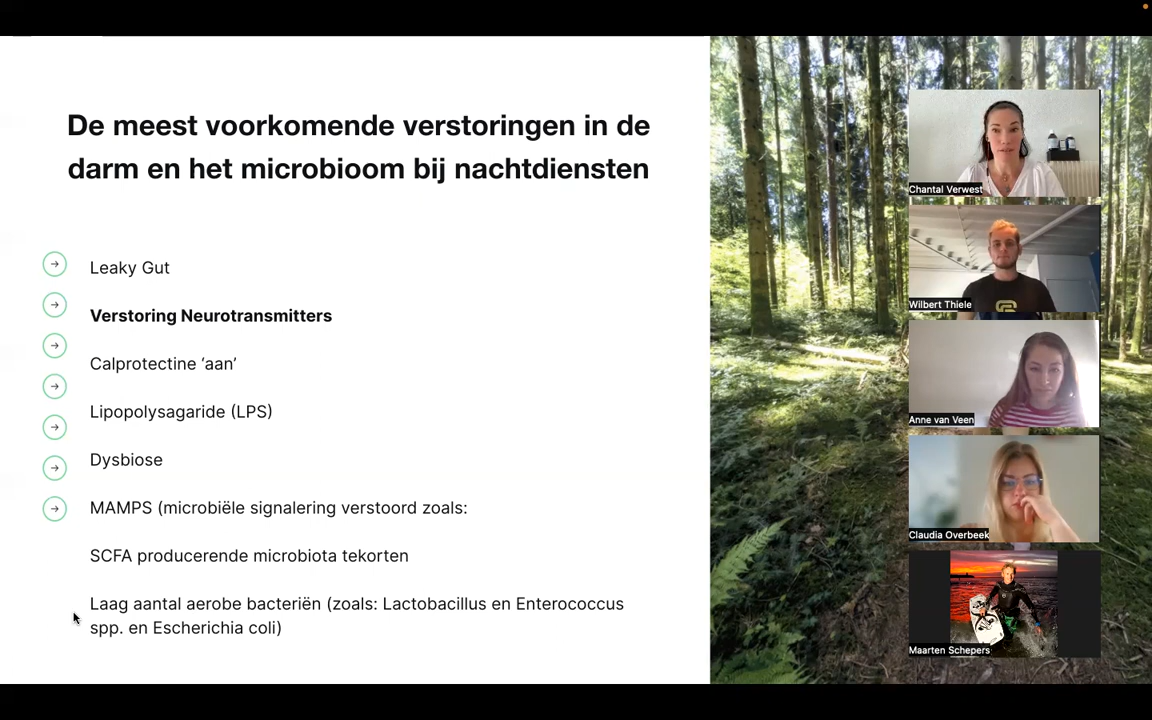 De meest voorkomende verstoringen in de
darm en het microbioom bij nachtdiensten
Leaky Gut
Verstoring Neurotransmitters
Calprotectine ‘aan’
Lipopolysagaride (LPS)
Dysbiose
MAMPS (microbiële signalering verstoord zoals:
SCFA producerende microbiota tekorten
Laag aantal aerobe bacteriën (zoals: Lactobacillus en Enterococcus
spp. en Escherichia coli)
Chantal Verwest
Wilbert Thiele
Anne van Veen
Claudia Overbeek
Maarten Schepers